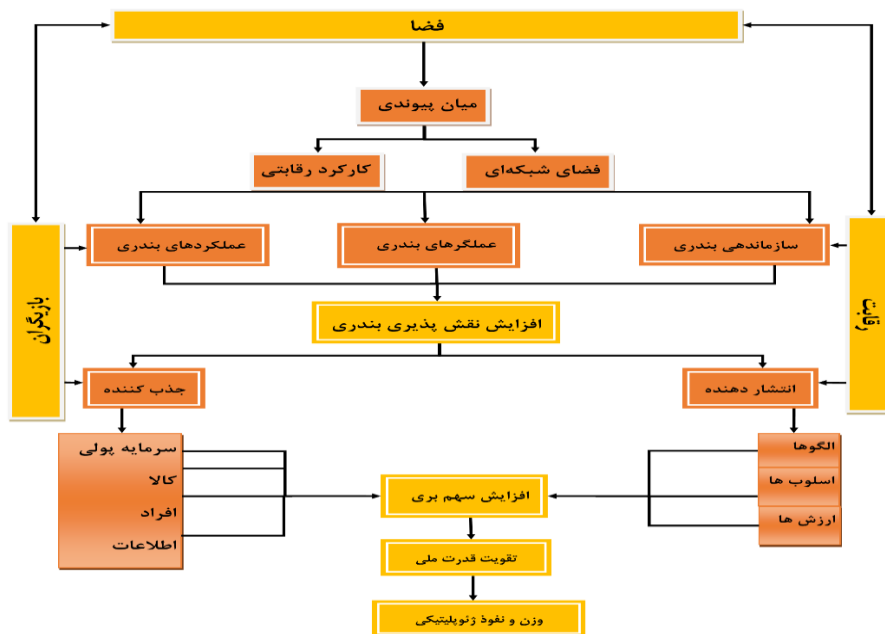 فضا
میان پیوندی
فضای شبکه‌ای
کارکرد رقابتی
سازماندهی بندری
عملگرهای بندری
عملکردهای بندری
رقابت
بازیگران
افزایش نقش پذیری بندری
انتشار دهنده
جذب کننده
الگوها
اسلوب ها
ارزش ها
سرمایه پولی
کالا
افراد
اطلاعات
افزایش سهم بری
تقویت قدرت ملی
وزن و نفوذ ژئوپلیتیکی